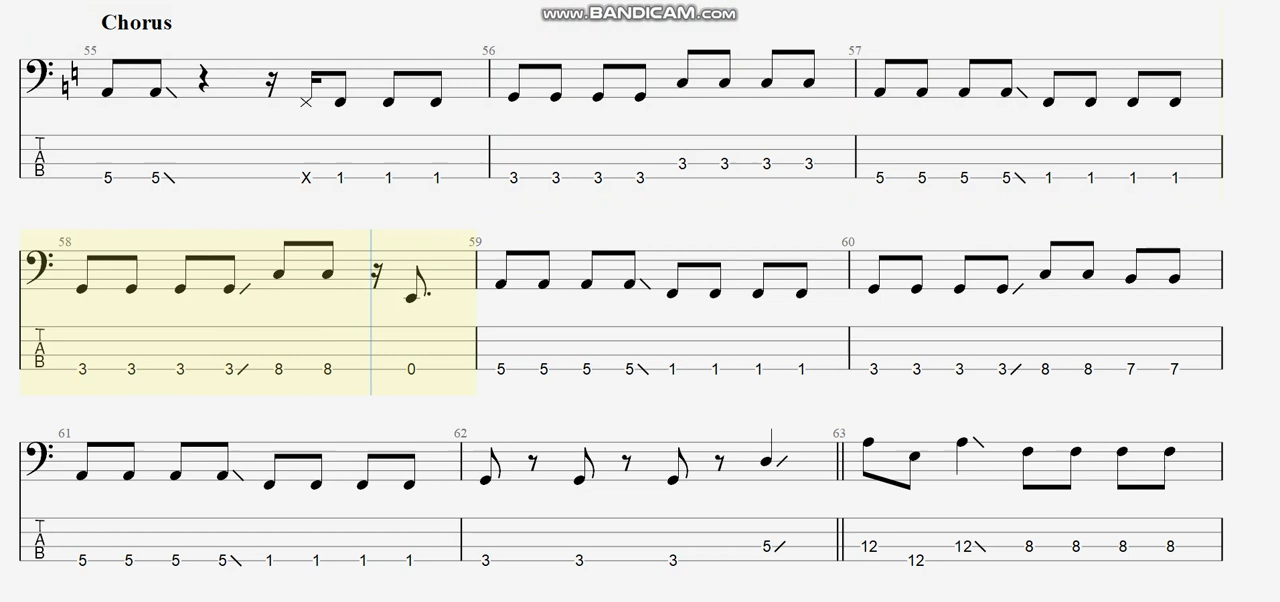 www.BANDICAM.com
Chorus
55 56 57
T
A
B
5 5 X 1 1 1 3 3 3 3 3 3 3 3 5 5 5 5 1 1 1 1
58 59 60
T
A
B
3 3 3 3 8 8 0 5 5 5 5 1 1 1 1 3 3 3 3 8 8 7 7
61 62 63
T
A
B
5 5 5 5 1 1 1 1 3 3 3 5 12 12 12 8 8 8 8